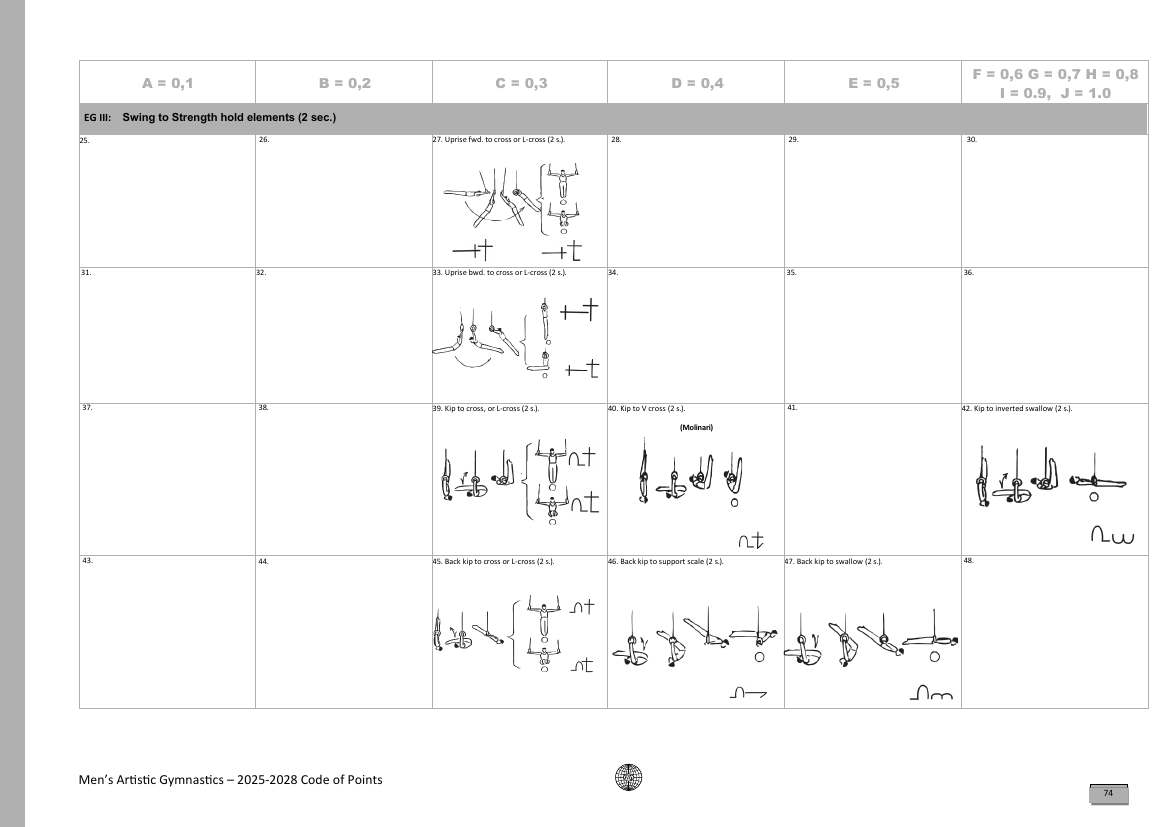 A = 0,1
B = 0,2
C = 0,3
D = 0,4
E = 0,5
F = 0,6 G = 0,7 H = 0,8
I = 0.9, J = 1.0
EG III: Swing to Strength hold elements (2 sec.)
25.
26.
27. Uprise fwd. to cross or L-cross (2 s.).
28.
29.
30.
31.
32.
33. Uprise bwd. to cross or L-cross (2 s.).
34.
35.
36.
37.
38.
39. Kip to cross, or L-cross (2 s.).
40. Kip to V cross (2 s.).
(Molinari)
41.
42. Kip to inverted swallow (2 s.).
43.
44.
45. Back kip to cross or L-cross (2 s.).
46. Back kip to support scale (2 s.).
47. Back kip to swallow (2 s.).
48.
Men's Artistic Gymnastics – 2025-2028 Code of Points
74